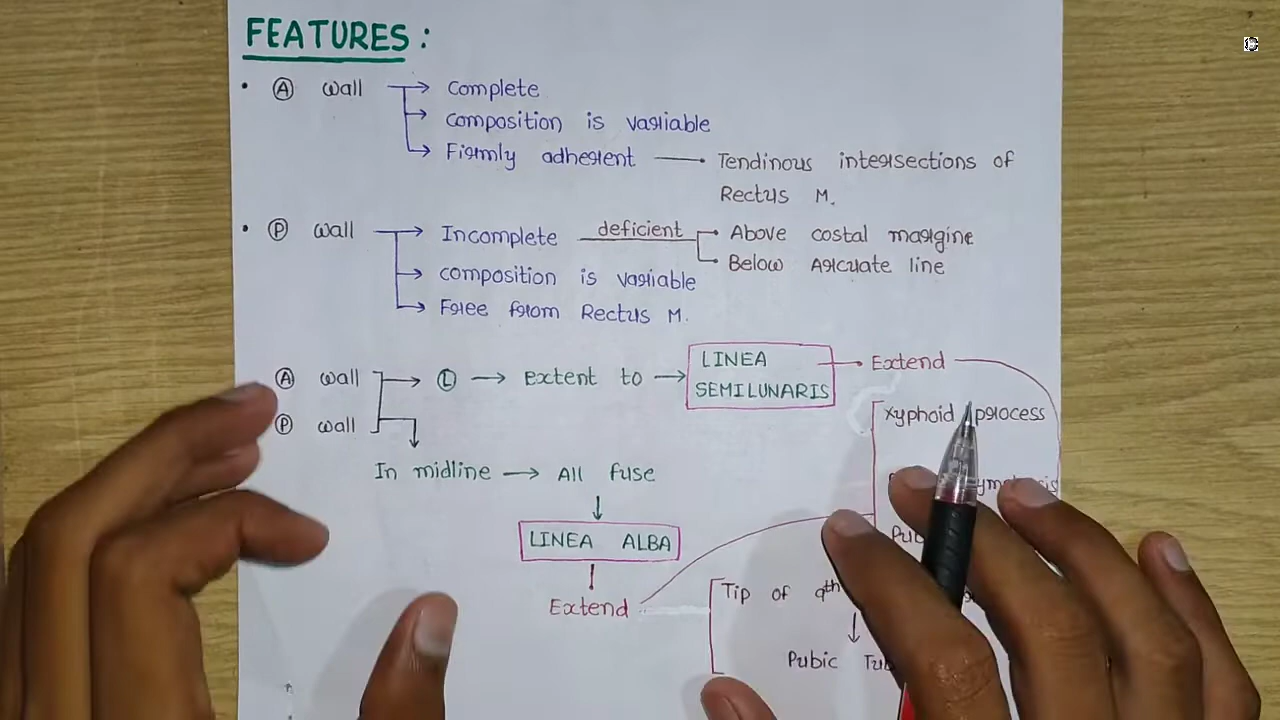 FEATURES:
• Ⓐ wall → Complete
→ composition is variable
→ Firmly adherent — Tendinous intersections of
Rectus M.
• Ⓟ wall → Incomplete deficient Above costal margine
Below Arcuate line
→ composition is variable
→ Free from Rectus M.
Ⓐ wall → Ⓛ → extent to → LINEA SEMILUNARIS → Extend
Ⓟ wall
Xyphoid process
In midline → All fuse
↓
LINEA ALBA
Extend
Tip of 9th
↓
Pubic